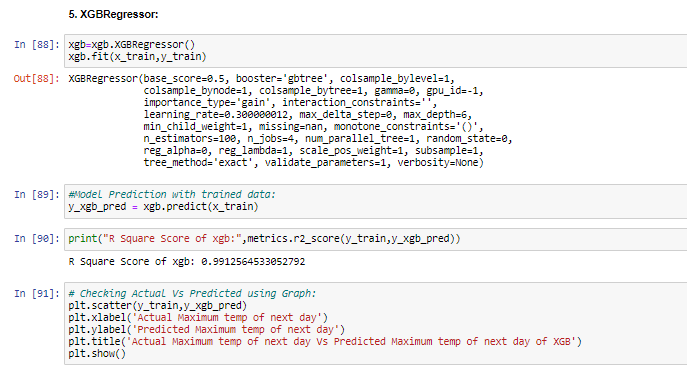 5. XGBRegressor:
In [88]: xgb=xgb.XGBRegressor()
xgb.fit(x_train,y_train)
Out[88]: XGBRegressor(base_score=0.5, booster='gbtree', colsample_bylevel=1,
colsample_bynode=1, colsample_bytree=1, gamma=0, gpu_id=-1,
importance_type='gain', interaction_constraints='',
learning_rate=0.300000012, max_delta_step=0, max_depth=6,
min_child_weight=1, missing=nan, monotone_constraints='()',
n_estimators=100, n_jobs=4, num_parallel_tree=1, random_state=0,
reg_alpha=0, reg_lambda=1, scale_pos_weight=1, subsample=1,
tree_method='exact', validate_parameters=1, verbosity=None)
In [89]: #Model Prediction with trained data:
y_xgb_pred = xgb.predict(x_train)
In [90]: print("R Square Score of xgb:",metrics.r2_score(y_train,y_xgb_pred))
R Square Score of xgb: 0.9912564533052792
In [91]: # Checking Actual Vs Predicted using Graph:
plt.scatter(y_train,y_xgb_pred)
plt.xlabel('Actual Maximum temp of next day')
plt.ylabel('Predicted Maximum temp of next day')
plt.title('Actual Maximum temp of next day Vs Predicted Maximum temp of next day of XGB')
plt.show()